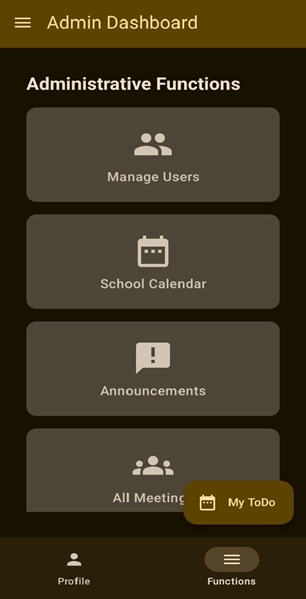 Admin Dashboard
Administrative Functions
Manage Users
School Calendar
Announcements
All Meeting
My ToDo
Profile
Functions